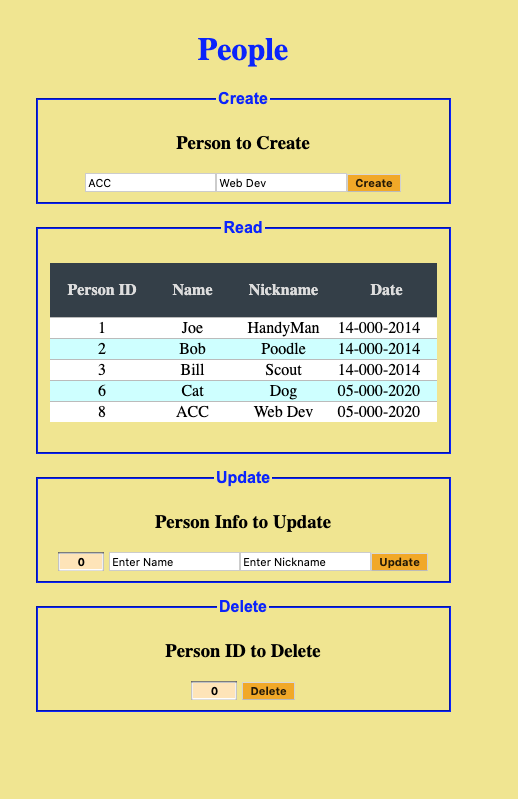 People
Create
Person to Create
ACC Web Dev Create
Read
Person ID Name Nickname Date
1 Joe HandyMan 14-000-2014
2 Bob Poodle 14-000-2014
3 Bill Scout 14-000-2014
6 Cat Dog 05-000-2020
8 ACC Web Dev 05-000-2020
Update
Person Info to Update
0 Enter Name Enter Nickname Update
Delete
Person ID to Delete
0 Delete